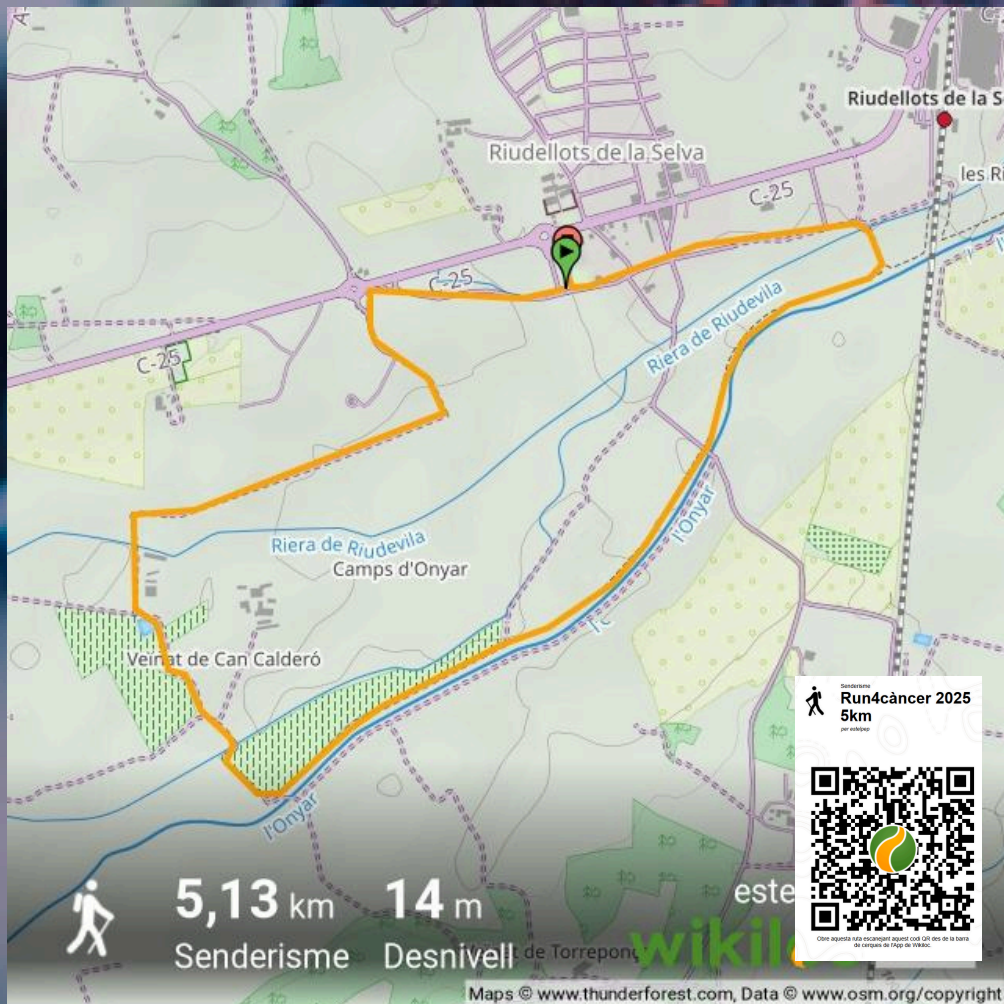 Riudellots de la S
Riudellots de la Selva
les Ri
C-25
C-25
C-25
Riera de Riudevila
l'Onyar
Riera de Riudevila
Camps d'Onyar
Veïnat de Can Calderó
l'Onyar
Senderisme
Run4càncer 2025
5km
per estelpep
5,13 km
14 m
Senderisme
Desnivell
este
wikil
de Torrepon
Obre aquesta ruta escanejant aquest codi QR des de la barra
de cerques de l'App de Wikiloc
Maps © www.thunderforest.com, Data © www.osm.org/copyright